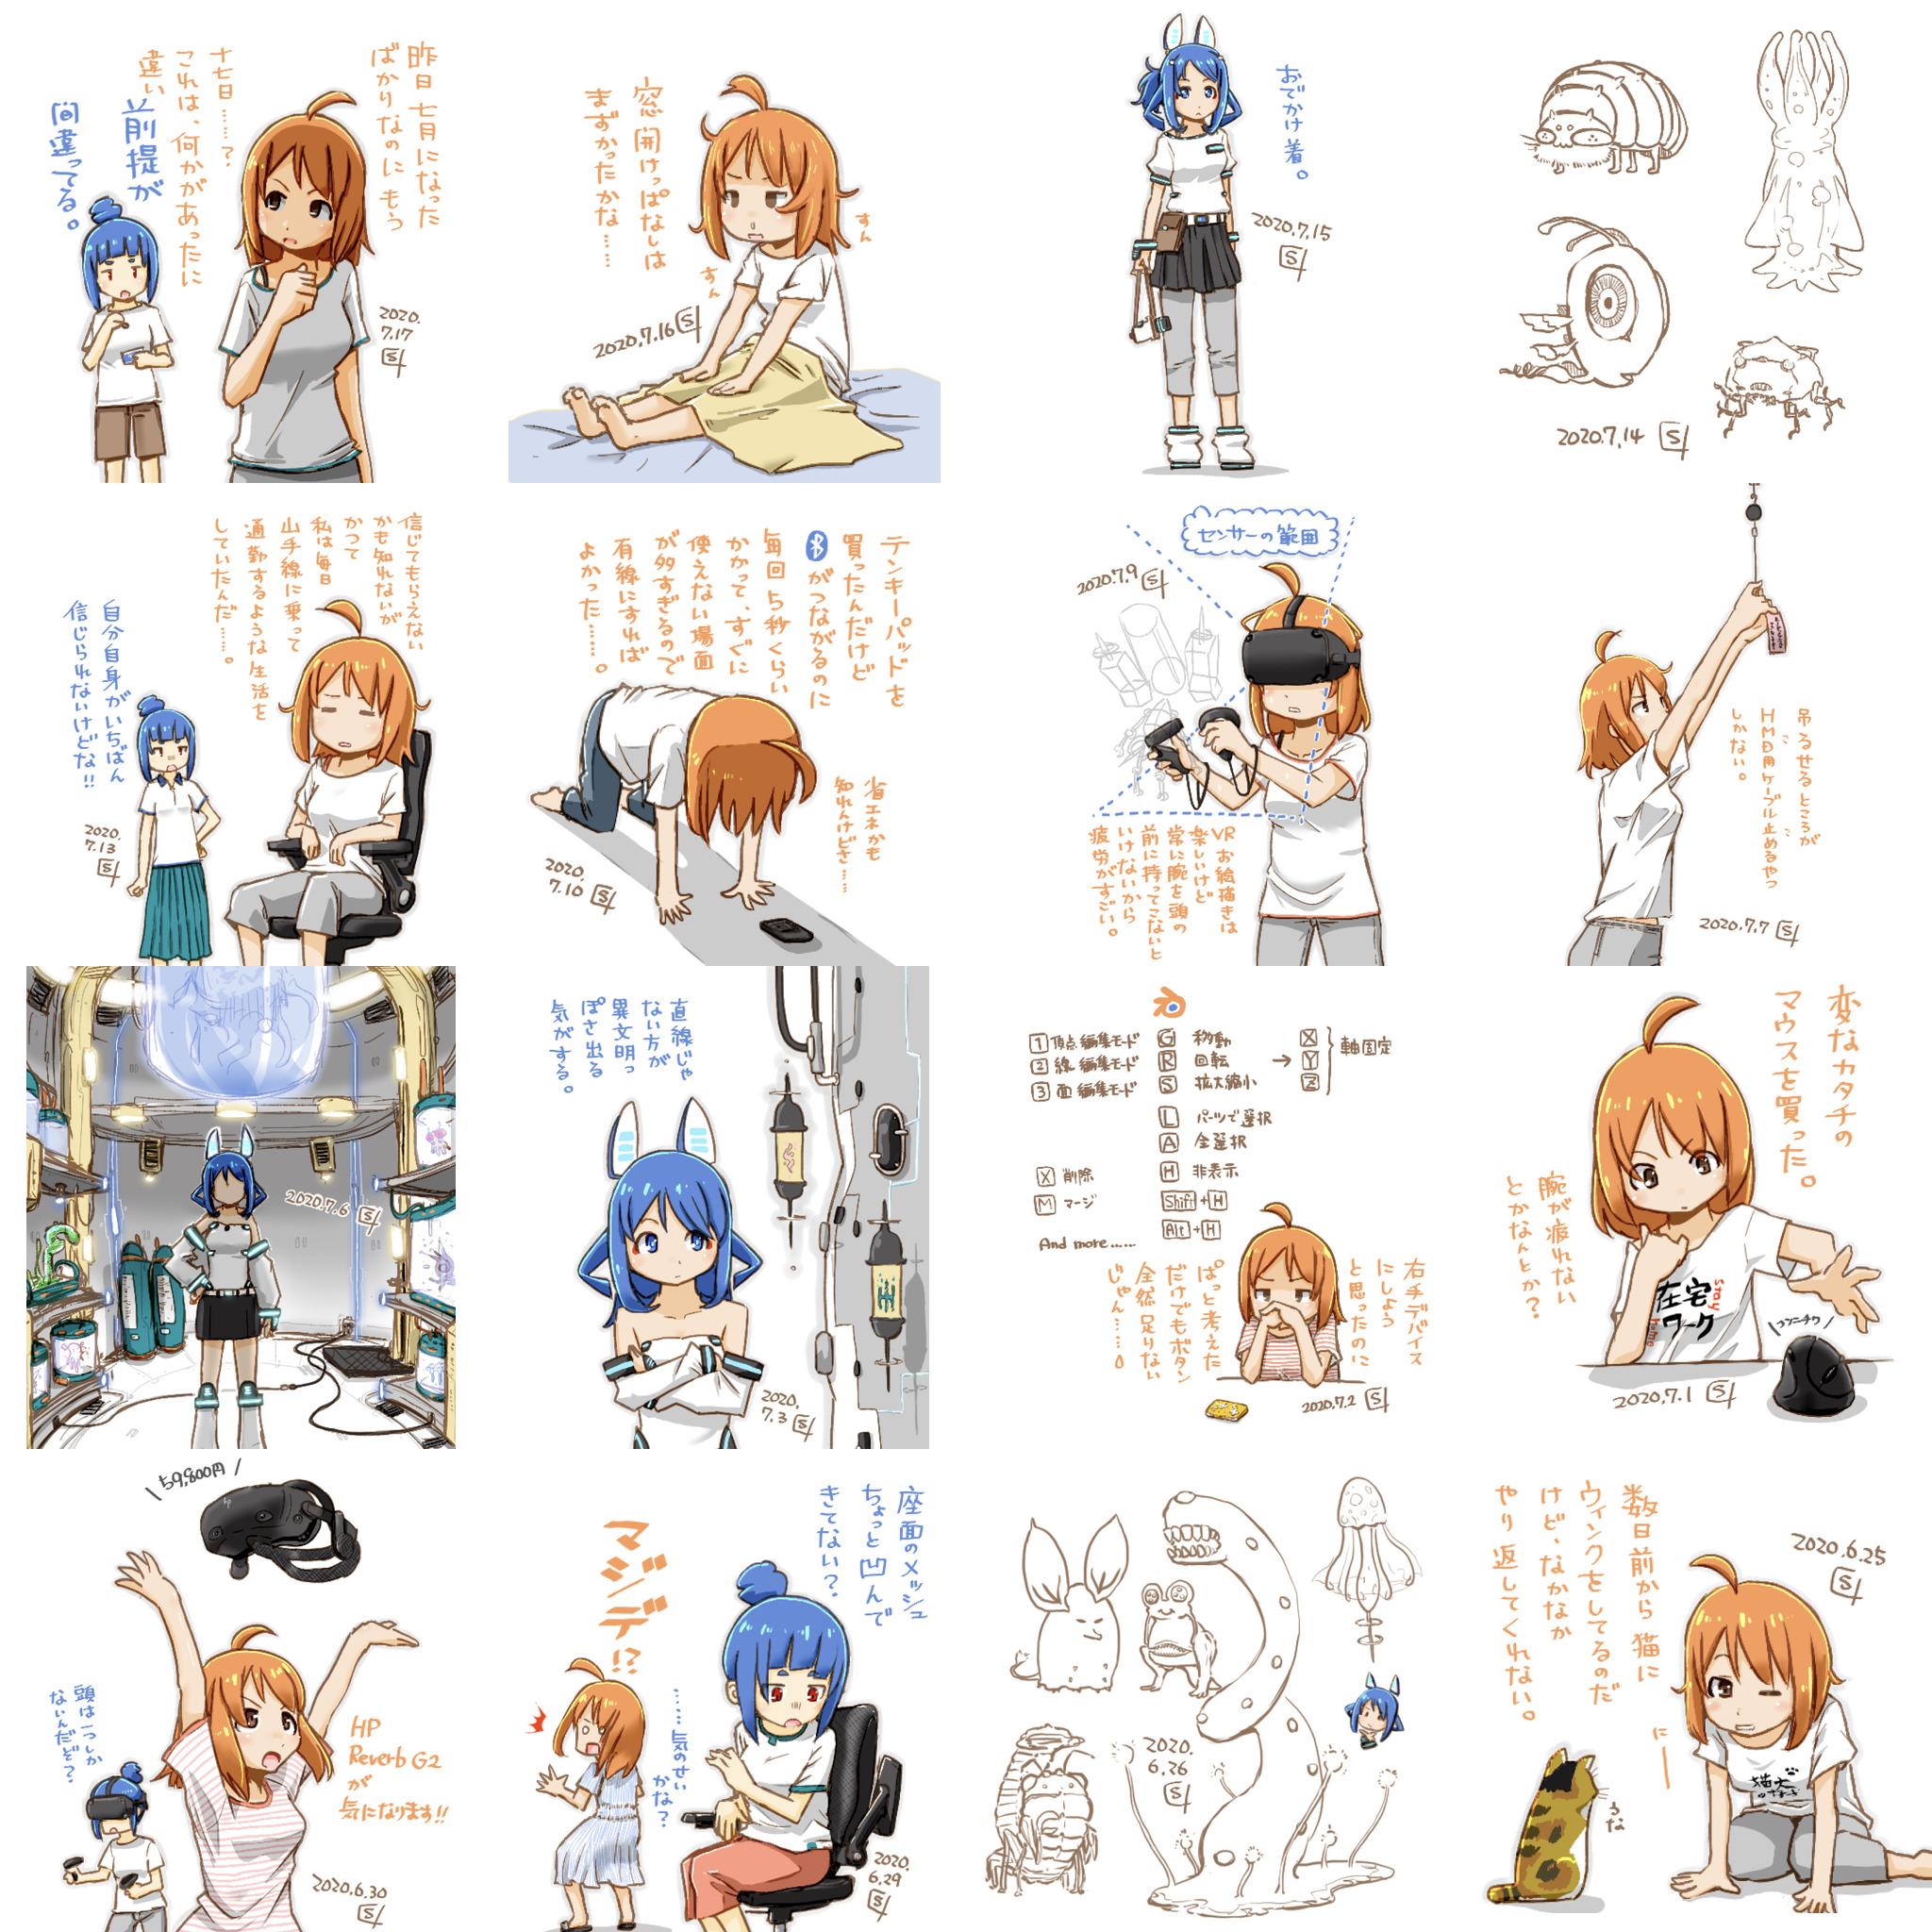 昨日七月になった
ばかりなのにもう
十七日……？
これは、何かがあったに
違い
前提が
間違ってる。
2020.
7.17
窓開けっぱなしは
まずかったかな……
すん
すん
2020.7.16
おでかけ着。
2020.7.15
2020.7.14
信じてもらえない
かも知れないが
かつて
私は毎日
山手線に乗って
通勤するような生活を
していたんだ……。
自分自身がいちばん
信じられないけどな!!
2020.
7.13
テンキーパッドを
買ったんだけど
がつながるのに
毎回5秒くらい
かかって、すぐに
使えない場面
が多すぎるので
有線にすれば
よかった……。
省エネかも
知れんけどさ……
2020.
7.10
センサーの範囲
2020.7.9
VRお絵描きは
楽しいけど
常に腕を頭の
前に持ってこないと
いけないから
疲労がすごい。
吊るせるところが
HMD用ケーブル止めるやつ
しかない。
2020.7.7
2020.7.6
直線じゃ
ない方が
異文明っ
ぽさ出る
気がする。
2020.
7.3
1 頂点編集モード
2 線編集モード
3 面編集モード
G 移動
R 回転
S 拡大縮小
→
X
Y
Z
軸固定
L パーツで選択
A 全選択
H 非表示
Shift+H
Alt+H
X 削除
M マージ
And more……
右手デバイス
にしよう
と思ったのに
ぱっと考えた
だけでもボタン
全然足りない
じゃん……。
2020.7.2
変なカタチの
マウスを買った。
腕が疲れない
とかなんとか？
Stay
home
在宅
ワーク
コンニチワ
2020.7.1
59,800円
hp
HP
Reverb G2
が
気になります!!
頭は一つしか
ないんだぞ？
2020.6.30
座面のメッシュ
ちょっと凹んで
きてない？
マジデ!?
……気のせい
かな？
2020.
6.29
2020.
6.26
数日前から猫に
ウィンクをしてるのだ
けど、なかなか
やり返してくれない。
2020.6.25
にー
うな